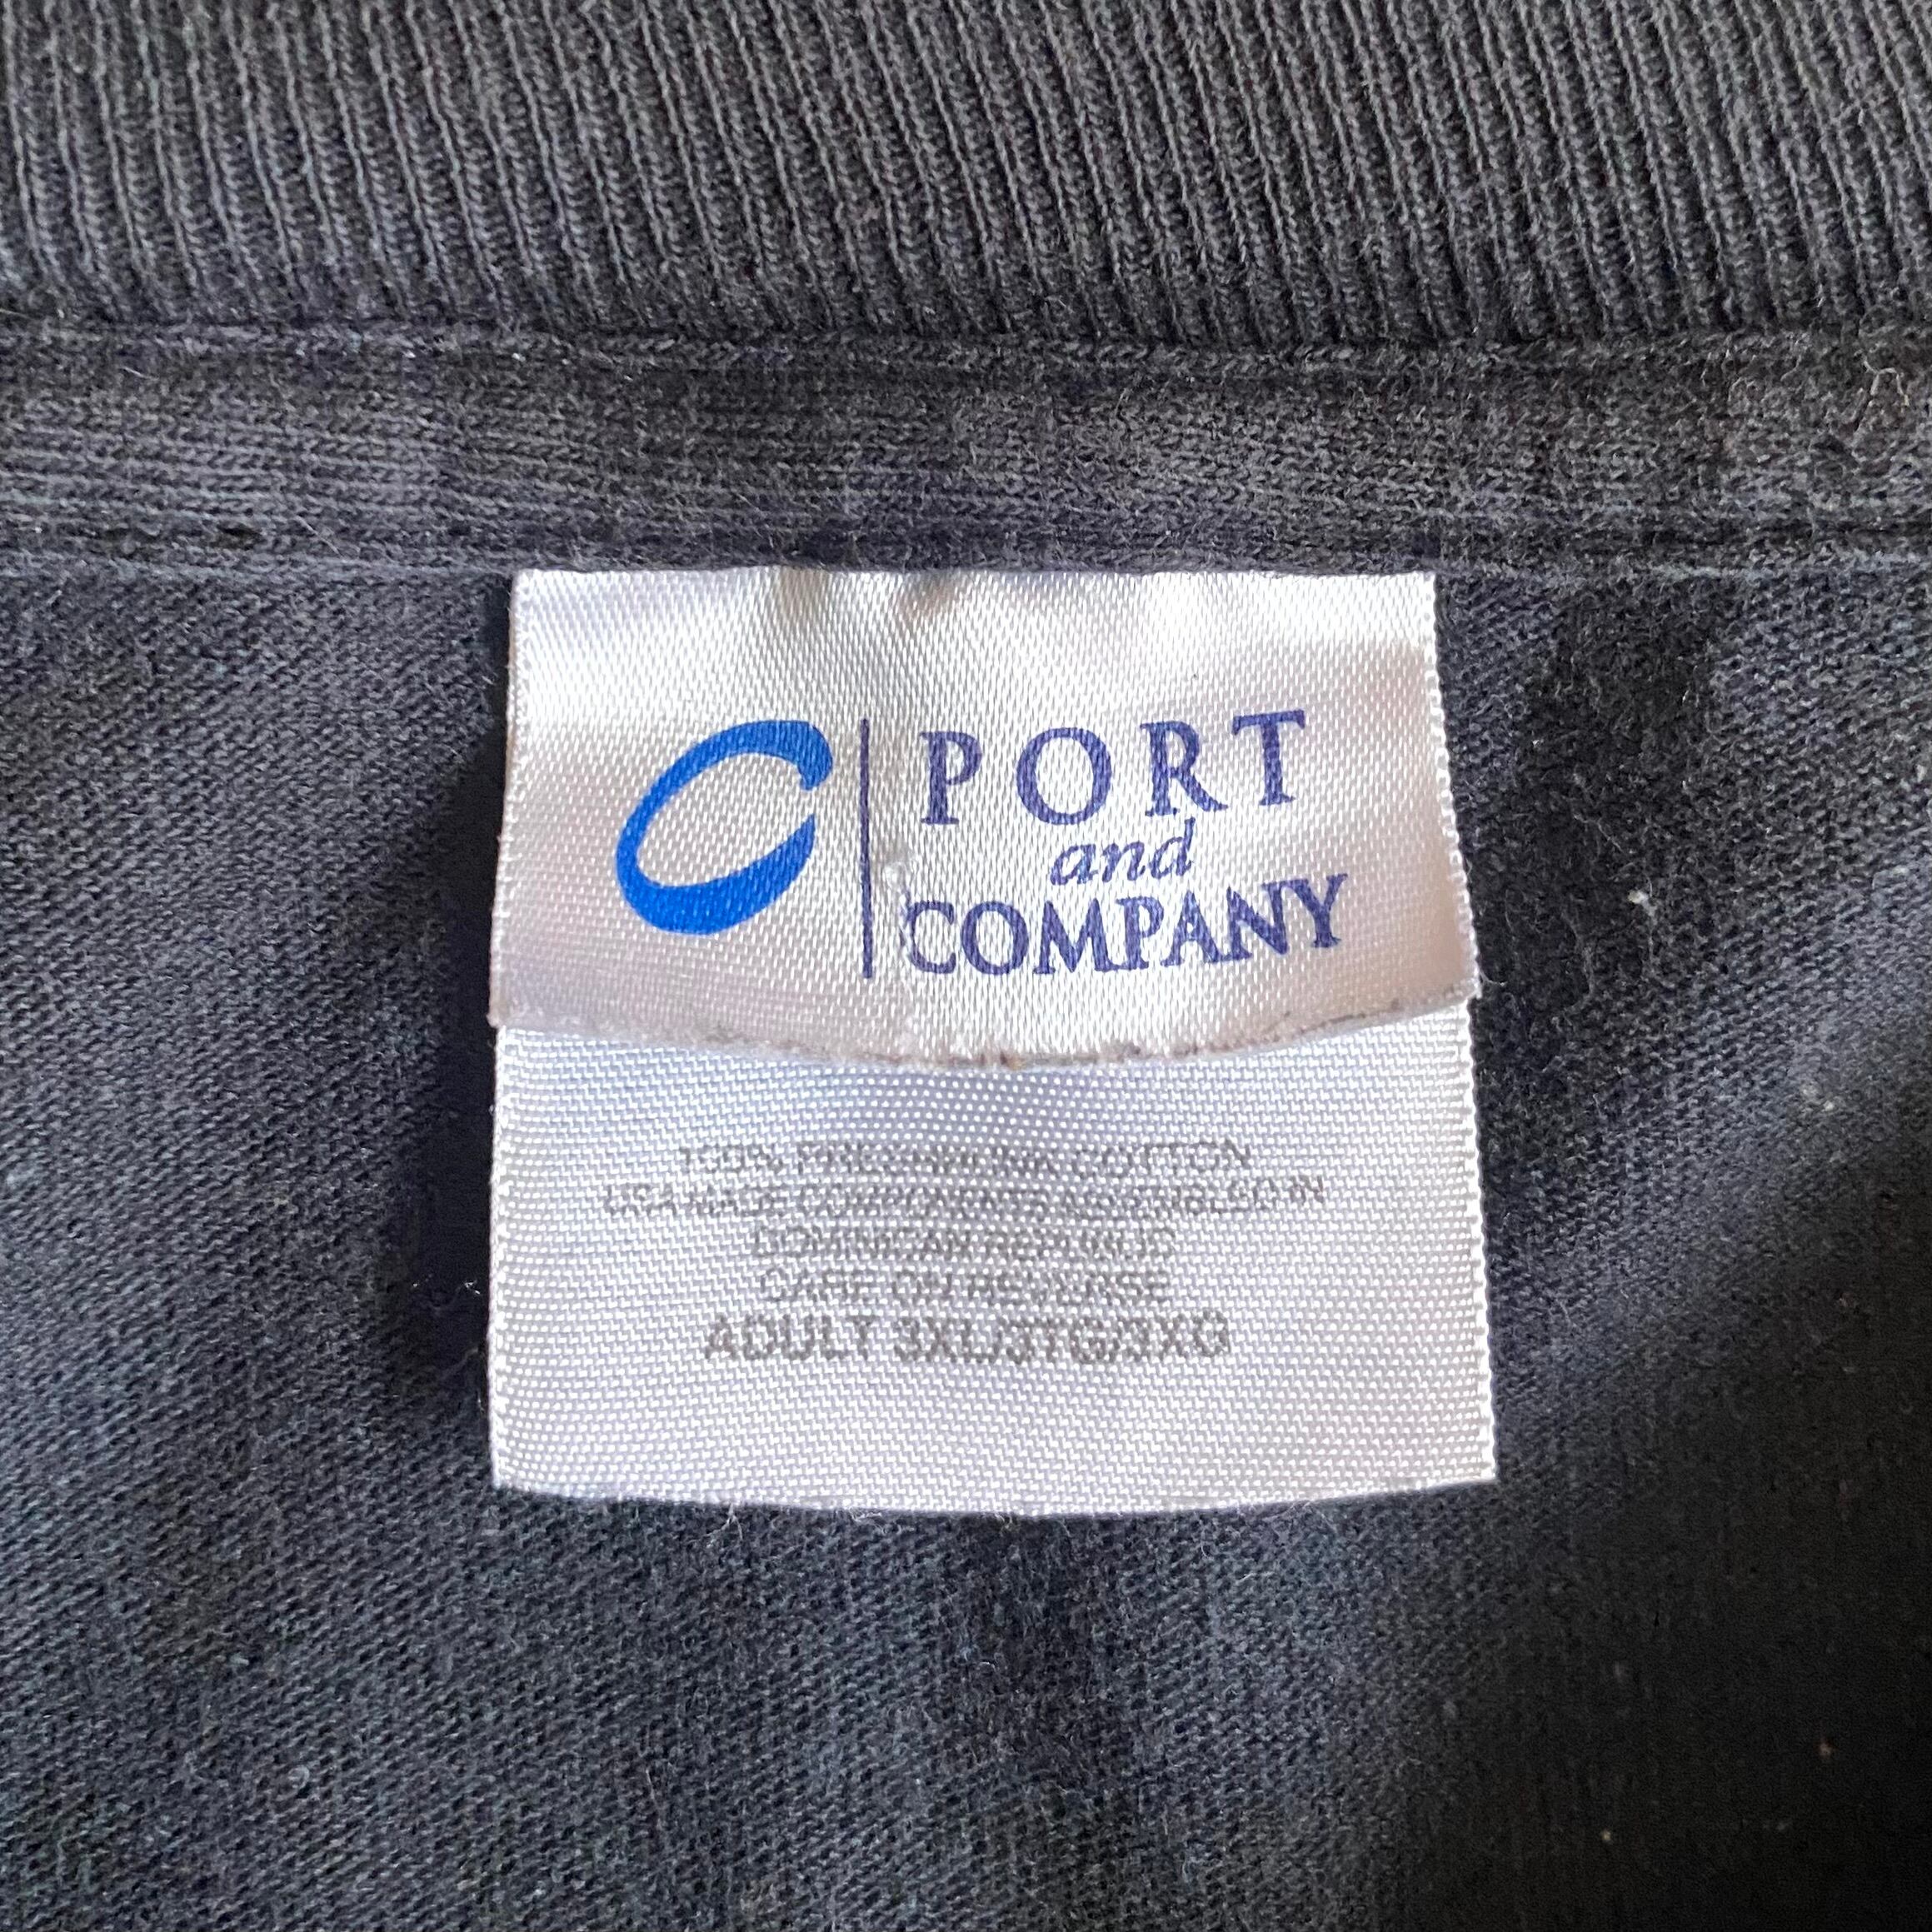 PORT
and
COMPANY
100% PRESHRUNK COTTON
USA MADE COMPONENTS ASSEMBLED IN
DOMINICAN REPUBLIC
CARE ON REVERSE
ADULT 3XL/3TG/3XG